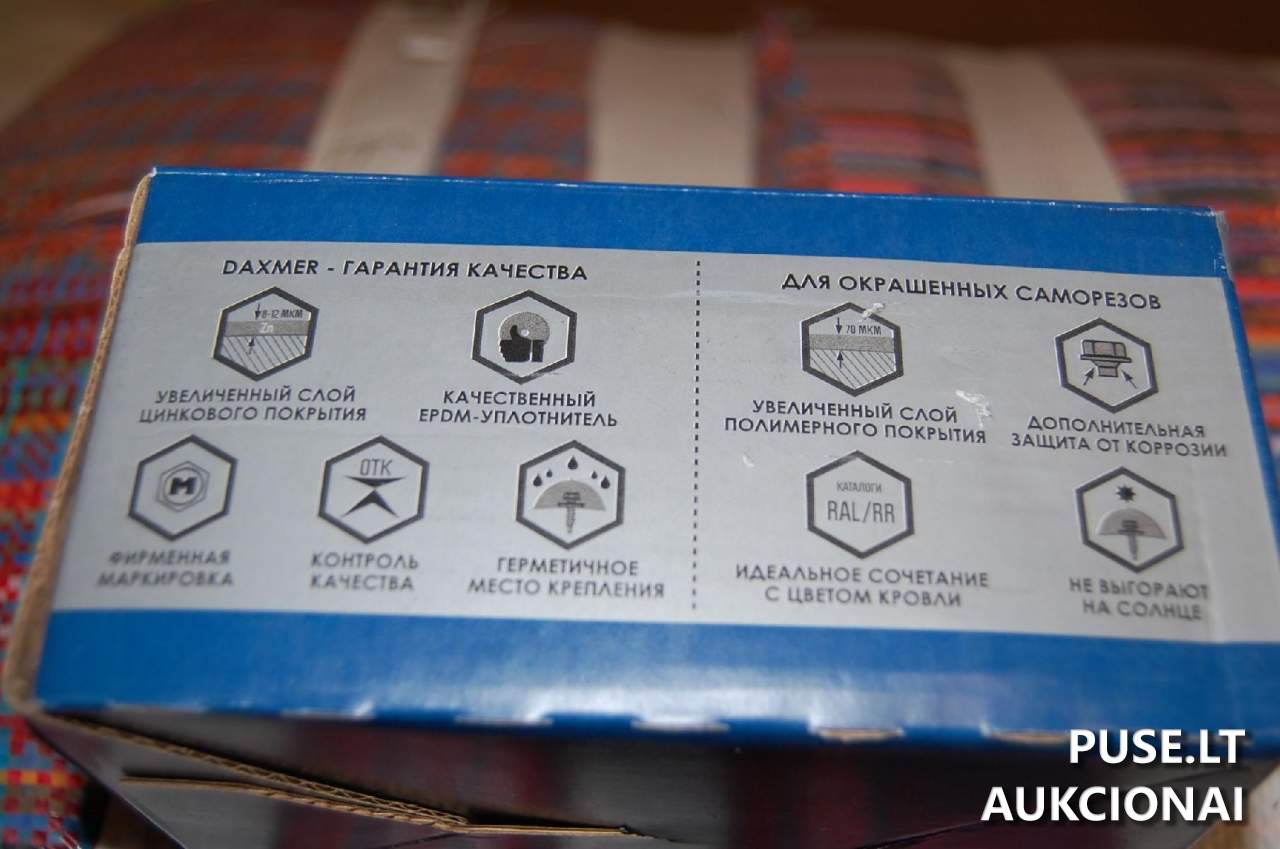 DAXMER - ГАРАНТИЯ КАЧЕСТВА
8-12 МКМ
Zn
УВЕЛИЧЕННЫЙ СЛОЙ
ЦИНКОВОГО ПОКРЫТИЯ
КАЧЕСТВЕННЫЙ
EPDM-УПЛОТНИТЕЛЬ
M
ФИРМЕННАЯ
МАРКИРОВКА
ОТК
КОНТРОЛЬ
КАЧЕСТВА
ГЕРМЕТИЧНОЕ
МЕСТО КРЕПЛЕНИЯ
ДЛЯ ОКРАШЕННЫХ САМОРЕЗОВ
70 МКМ
УВЕЛИЧЕННЫЙ СЛОЙ
ПОЛИМЕРНОГО ПОКРЫТИЯ
ДОПОЛНИТЕЛЬНАЯ
ЗАЩИТА ОТ КОРРОЗИИ
КАТАЛОГИ
RAL/RR
ИДЕАЛЬНОЕ СОЧЕТАНИЕ
С ЦВЕТОМ КРОВЛИ
НЕ ВЫГОРАЮТ
НА СОЛНЦЕ
PUSE.LT
AUKCIONAI